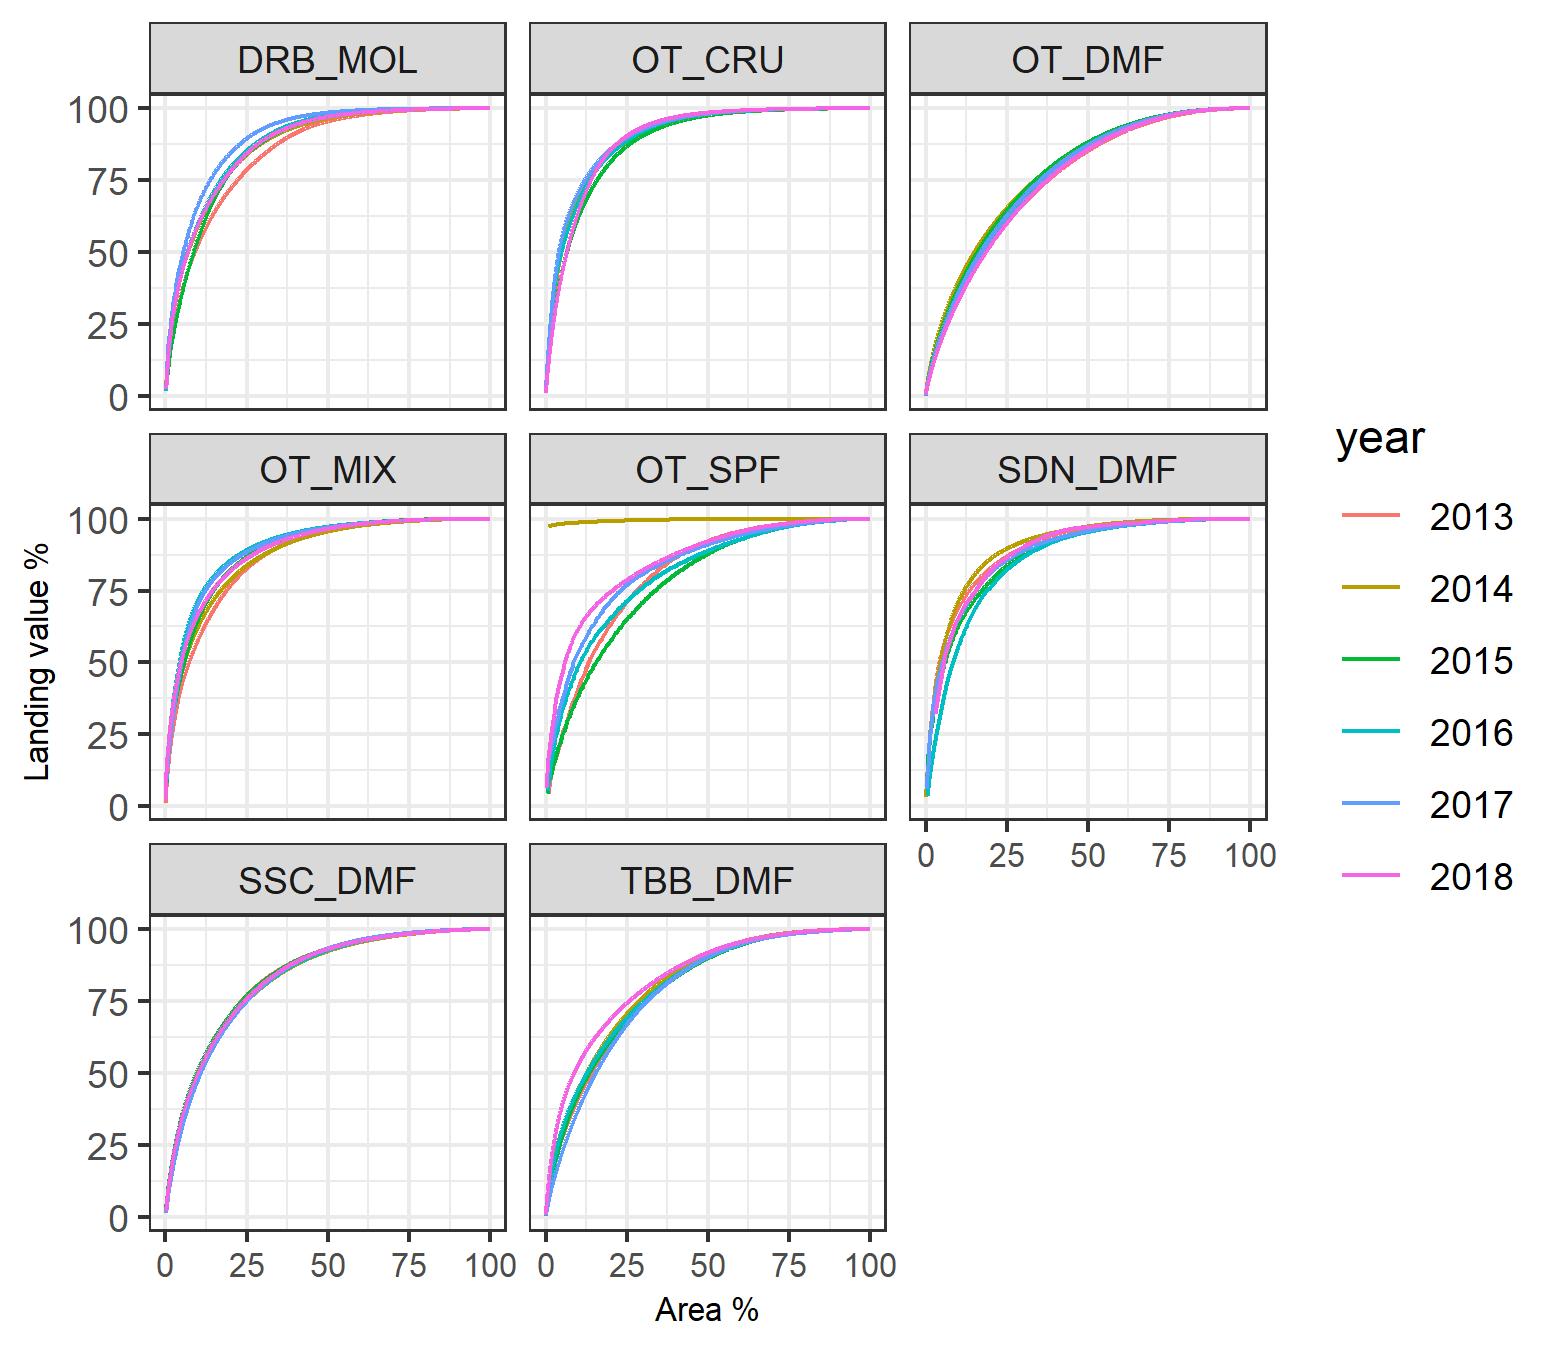 DRB_MOL OT_CRU OT_DMF
100
75
50
25
0
OT_MIX OT_SPF SDN_DMF
100
75
50
25
0
0 25 50 75 100
SSC_DMF TBB_DMF
100
75
50
25
0
0 25 50 75 100 0 25 50 75 100
Area %
Landing value %
year
2013
2014
2015
2016
2017
2018